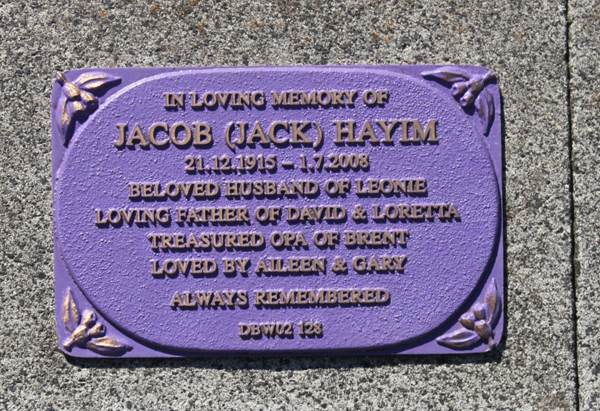 IN LOVING MEMORY OF
JACOB (JACK) HAYIM
21.12.1915 – 1.7.2008
BELOVED HUSBAND OF LEONIE
LOVING FATHER OF DAVID & LORETTA
TREASURED OPA OF BRENT
LOVED BY AILEEN & GARY
ALWAYS REMEMBERED
DBW02 128